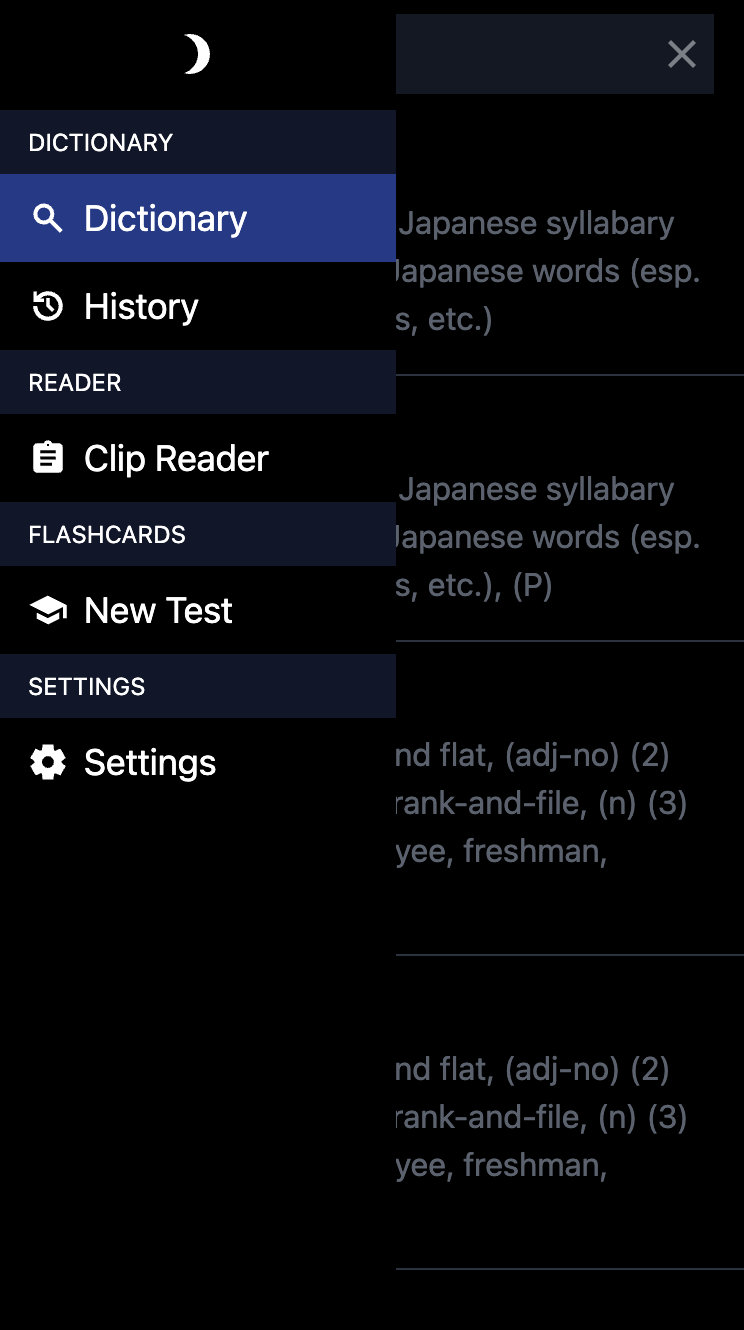 DICTIONARY
Dictionary
History
READER
Clip Reader
FLASHCARDS
New Test
SETTINGS
Settings
Japanese syllabary
Japanese words (esp.
s, etc.)
Japanese syllabary
Japanese words (esp.
s, etc.), (P)
nd flat, (adj-no) (2)
rank-and-file, (n) (3)
yee, freshman,
nd flat, (adj-no) (2)
rank-and-file, (n) (3)
yee, freshman,